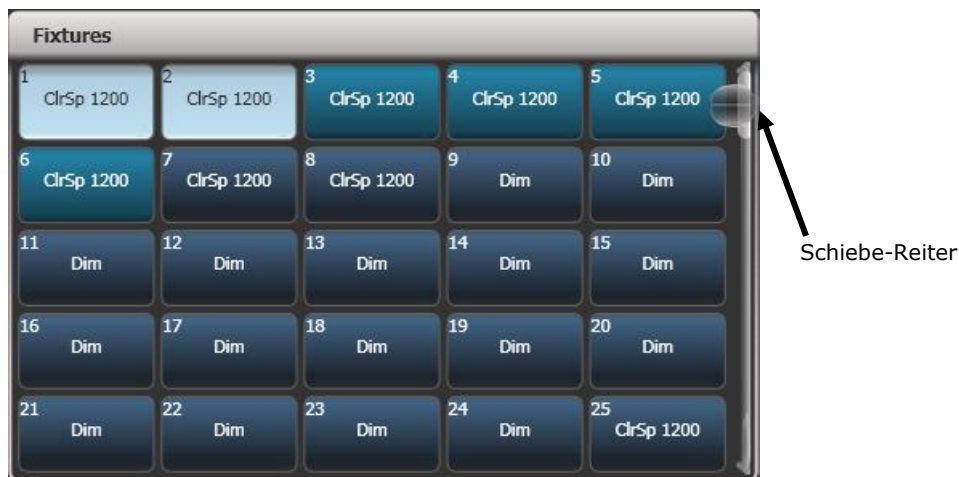 Fixtures
1 ClrSp 1200
2 ClrSp 1200
3 ClrSp 1200
4 ClrSp 1200
5 ClrSp 1200
6 ClrSp 1200
7 ClrSp 1200
8 ClrSp 1200
9 Dim
10 Dim
11 Dim
12 Dim
13 Dim
14 Dim
15 Dim
16 Dim
17 Dim
18 Dim
19 Dim
20 Dim
21 Dim
22 Dim
23 Dim
24 Dim
25 ClrSp 1200
Schiebe-Reiter